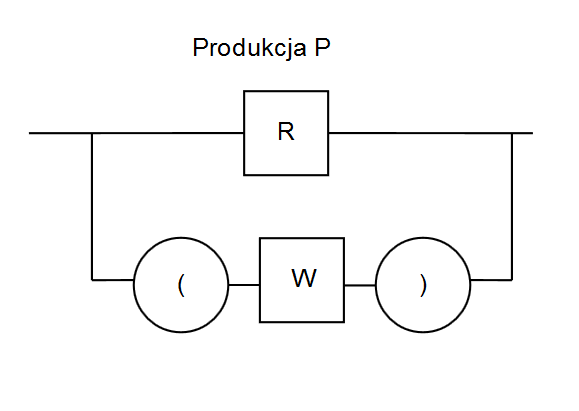 Produkcja P
R
( W )